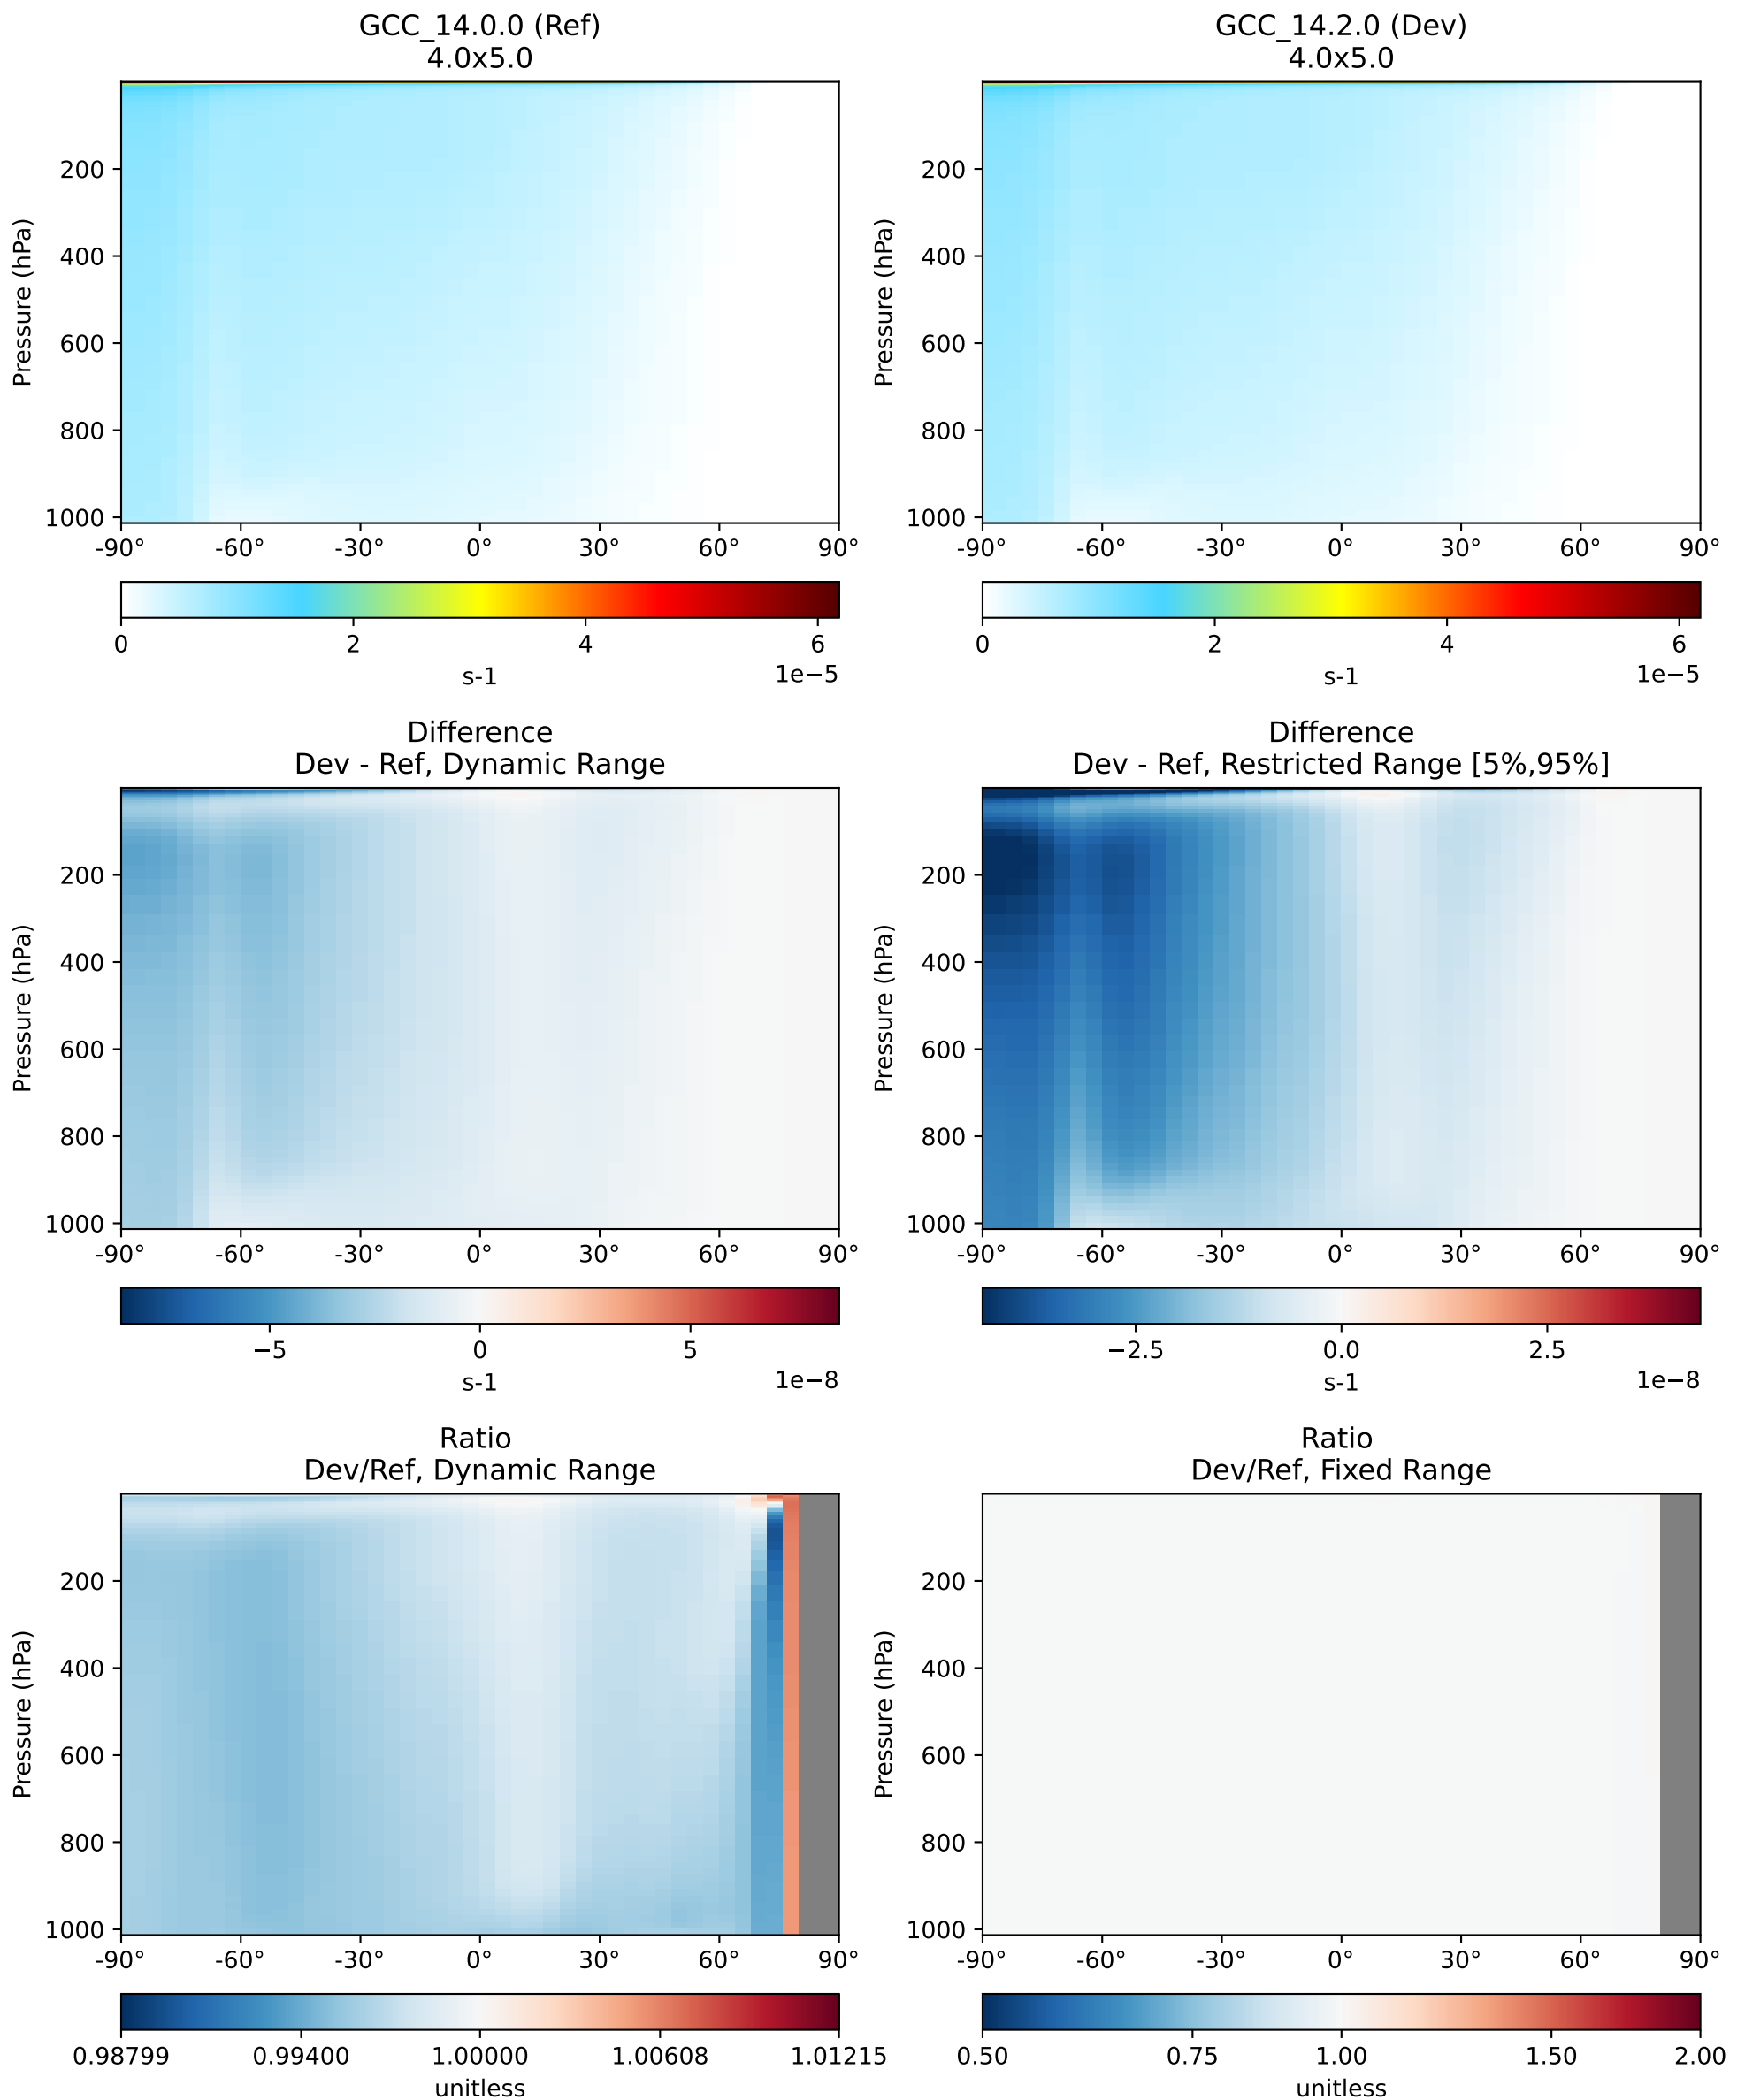 GCC_14.0.0 (Ref)
4.0x5.0
GCC_14.2.0 (Dev)
4.0x5.0
Pressure (hPa)
200
400
600
800
1000
-90° -60° -30° 0° 30° 60° 90°
0 2 4 6
1e−5
s-1
Pressure (hPa)
200
400
600
800
1000
-90° -60° -30° 0° 30° 60° 90°
0 2 4 6
1e−5
s-1
Difference
Dev - Ref, Dynamic Range
Difference
Dev - Ref, Restricted Range [5%,95%]
Pressure (hPa)
200
400
600
800
1000
-90° -60° -30° 0° 30° 60° 90°
−5 0 5
1e−8
s-1
Pressure (hPa)
200
400
600
800
1000
-90° -60° -30° 0° 30° 60° 90°
−2.5 0.0 2.5
1e−8
s-1
Ratio
Dev/Ref, Dynamic Range
Ratio
Dev/Ref, Fixed Range
Pressure (hPa)
200
400
600
800
1000
-90° -60° -30° 0° 30° 60° 90°
0.98799 0.99400 1.00000 1.00608 1.01215
unitless
Pressure (hPa)
200
400
600
800
1000
-90° -60° -30° 0° 30° 60° 90°
0.50 0.75 1.00 1.50 2.00
unitless